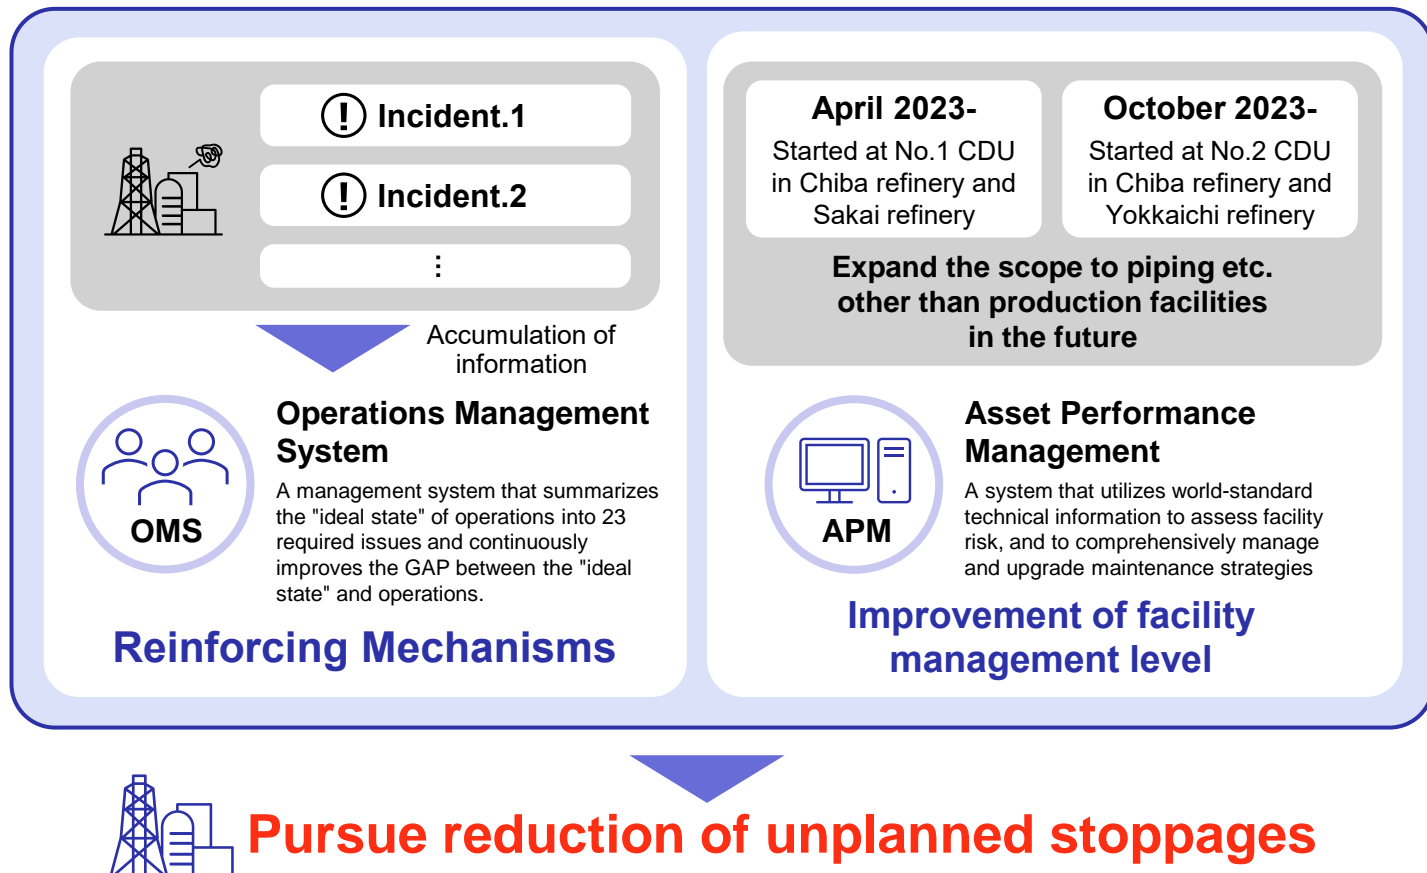 ! Incident.1
! Incident.2
⋮
Accumulation of
information
OMS
Operations Management
System
A management system that summarizes
the "ideal state" of operations into 23
required issues and continuously
improves the GAP between the "ideal
state" and operations.
Reinforcing Mechanisms
April 2023-
Started at No.1 CDU
in Chiba refinery and
Sakai refinery
October 2023-
Started at No.2 CDU
in Chiba refinery and
Yokkaichi refinery
Expand the scope to piping etc.
other than production facilities
in the future
APM
Asset Performance
Management
A system that utilizes world-standard
technical information to assess facility
risk, and to comprehensively manage
and upgrade maintenance strategies
Improvement of facility
management level
Pursue reduction of unplanned stoppages